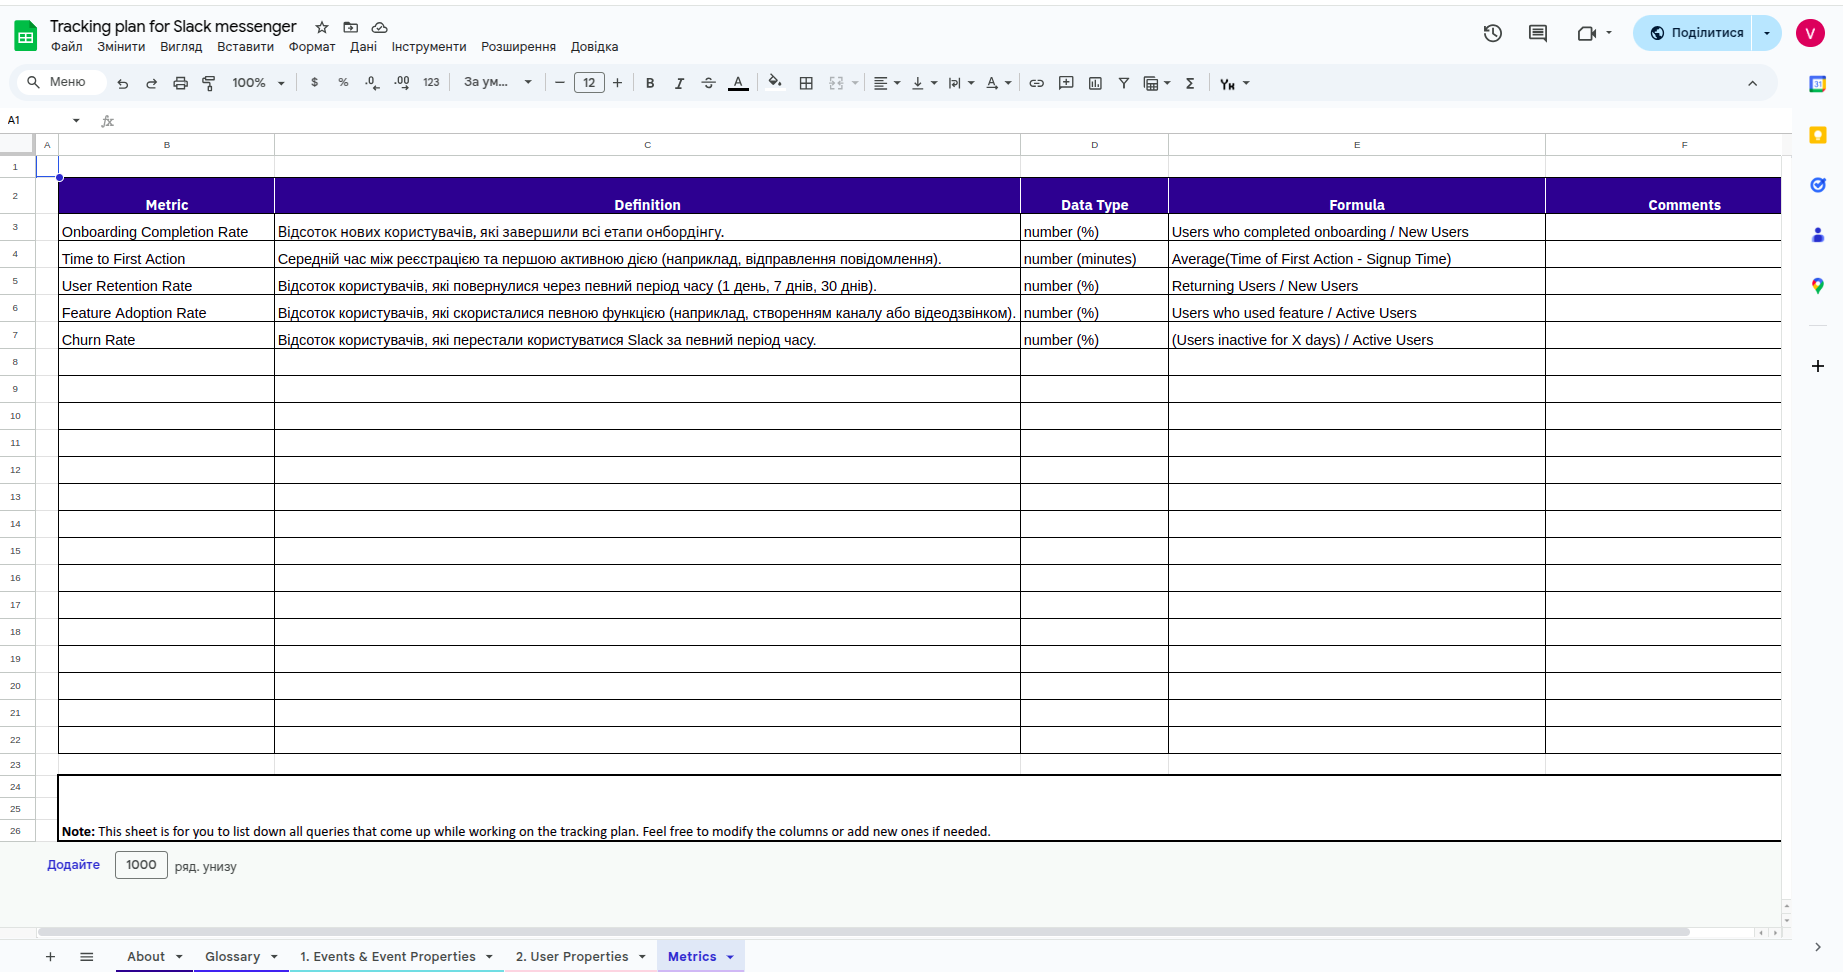 Tracking plan for Slack messenger
Файл Змінити Вигляд Вставити Формат Дані Інструменти Розширення Довідка
Поділитися
V
Меню 100% $ % .0 .00 123 За ум... 12 B I A Σ Ун
31
A1 fx
A B C D E F
1
2 Metric Definition Data Type Formula Comments
3 Onboarding Completion Rate Відсоток нових користувачів, які завершили всі етапи онбордінгу. number (%) Users who completed onboarding / New Users
4 Time to First Action Середній час між реєстрацією та першою активною дією (наприклад, відправлення повідомлення). number (minutes) Average(Time of First Action - Signup Time)
5 User Retention Rate Відсоток користувачів, які повернулися через певний період часу (1 день, 7 днів, 30 днів). number (%) Returning Users / New Users
6 Feature Adoption Rate Відсоток користувачів, які скористалися певною функцією (наприклад, створенням каналу або відеодзвінком). number (%) Users who used feature / Active Users
7 Churn Rate Відсоток користувачів, які перестали користуватися Slack за певний період часу. number (%) (Users inactive for X days) / Active Users
8
9
10
11
12
13
14
15
16
17
18
19
20
21
22
23
24
25
26 Note: This sheet is for you to list down all queries that come up while working on the tracking plan. Feel free to modify the columns or add new ones if needed.
Додайте 1000 ряд. унизу
About Glossary 1. Events & Event Properties 2. User Properties Metrics